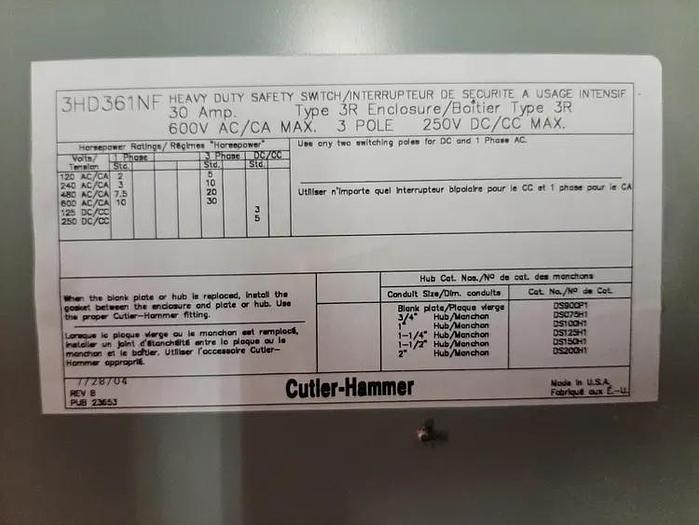 3HD361NF HEAVY DUTY SAFETY SWITCH/INTERRUPTEUR DE SECURITE A USAGE INTENSIF
30 Amp. Type 3R Enclosure/Boîtier Type 3R
600V AC/CA MAX. 3 POLE 250V DC/CC MAX.
Horsepower Ratings/ Régimes "Horsepower"
Volts/ 1 Phase 3 Phase DC/CC
Tension Std. Std. Std.
120 AC/CA 2
240 AC/CA 3 5
480 AC/CA 7.5 10
600 AC/CA 10 20
30
125 DC/CC 3
250 DC/CC 5
Use any two switching poles for DC and 1 Phase AC.
Utiliser n'importe quel interrupteur bipolaire pour le CC et 1 phase pour le CA
When the blank plate or hub is replaced, install the
gasket between the enclosure and plate or hub. Use
the proper Cutler-Hammer fitting.
Lorsque la plaque vierge ou le manchon est remplacé,
installer un joint d'étanchéité entre la plaque ou le
manchon et le boîtier. Utiliser l'accessoire Cutler-
Hammer approprié.
Hub Cat. Nos./Nº de cat. des manchons
Conduit Size/Dim. conduits Cat. No./Nº de Cat.
Blank plate/Plaque vierge DS900P1
3/4" Hub/Manchon DS075H1
1" Hub/Manchon DS100H1
1-1/4" Hub/Manchon DS125H1
1-1/2" Hub/Manchon DS150H1
2" Hub/Manchon DS200H1
7/28/04
REV B
PUB 23653
Cutler-Hammer
Made in U.S.A.
Fabriqué aux É.-U.